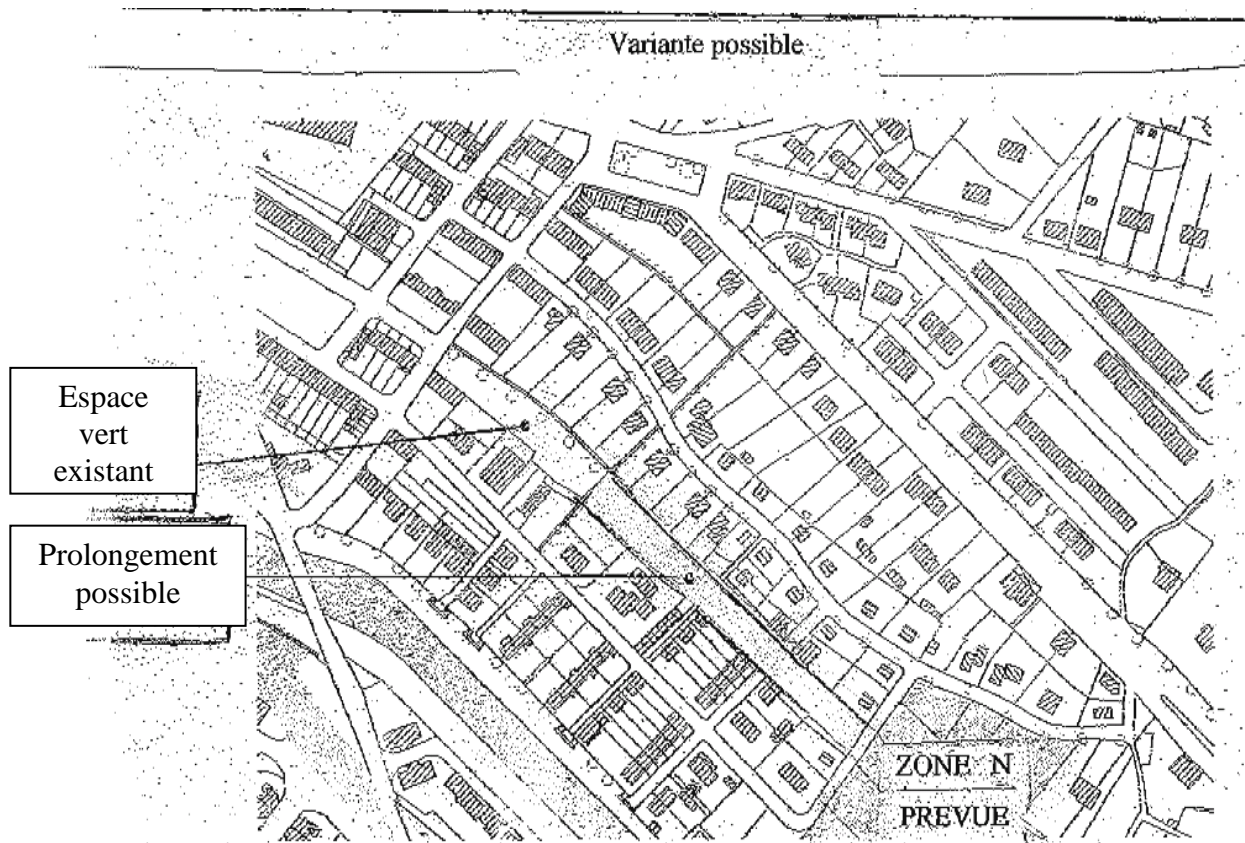 Variante possible
Espace
vert
existant
Prolongement
possible
ZONE N
PREVUE